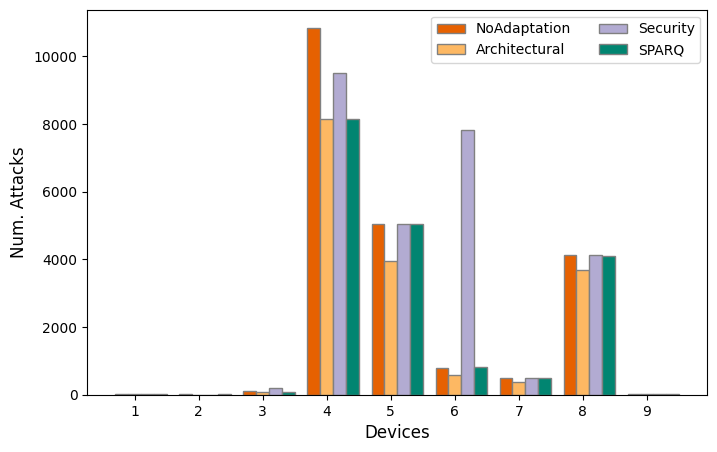 NoAdaptation
Architectural
Security
SPARQ
Num. Attacks
10000
8000
6000
4000
2000
0
1 2 3 4 5 6 7 8 9
Devices